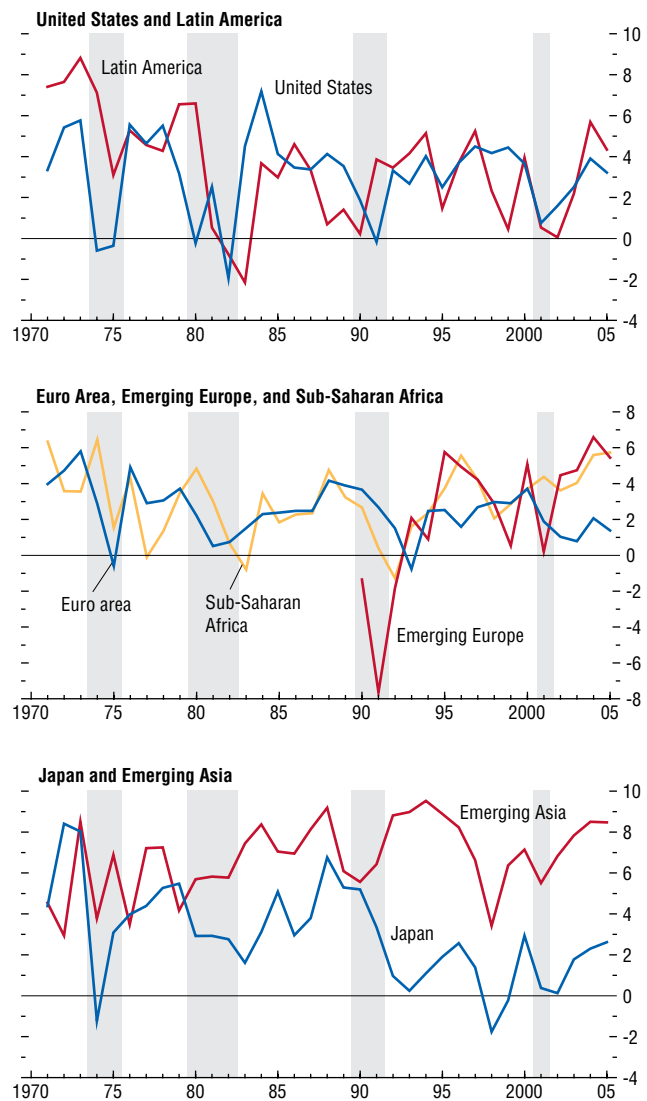 United States and Latin America
10
Latin America
8
United States
6
4
2
0
-2
-4
1970 75 80 85 90 95 2000 05
Euro Area, Emerging Europe, and Sub-Saharan Africa
8
6
4
2
0
Euro area
Sub-Saharan
Africa
-2
Emerging Europe
-4
-6
-8
1970 75 80 85 90 95 2000 05
Japan and Emerging Asia
10
Emerging Asia
8
6
4
Japan
2
0
-2
-4
1970 75 80 85 90 95 2000 05